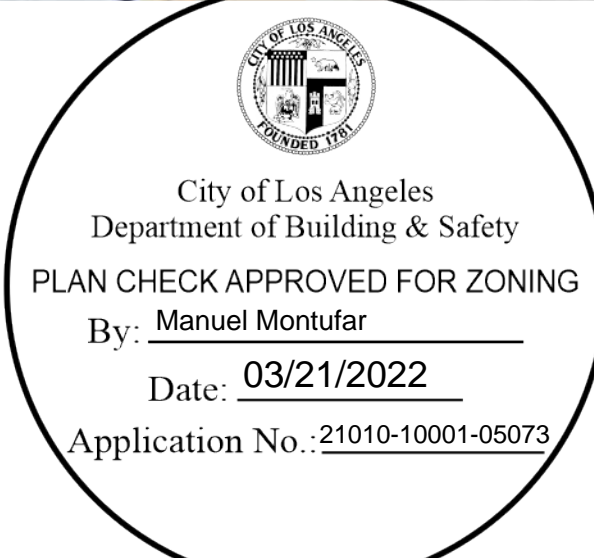 CITY OF LOS ANGELES
FOUNDED 1781
City of Los Angeles
Department of Building & Safety
PLAN CHECK APPROVED FOR ZONING
By: Manuel Montufar
Date: 03/21/2022
Application No.: 21010-10001-05073